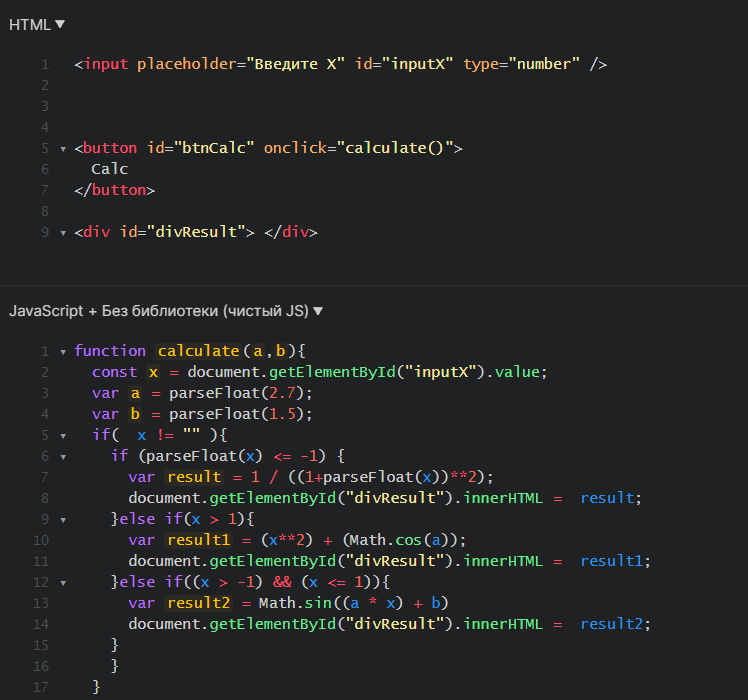 HTML ▼
1 <input placeholder="Введите X" id="inputX" type="number" />
2
3
4
5 ▾ <button id="btnCalc" onclick="calculate()">
6 Calc
7 </button>
8
9 ▾ <div id="divResult"> </div>
JavaScript + Без библиотеки (чистый JS) ▼
1 ▾ function calculate(a,b){
2 const x = document.getElementById("inputX").value;
3 var a = parseFloat(2.7);
4 var b = parseFloat(1.5);
5 ▾ if( x != "" ){
6 ▾ if (parseFloat(x) <= -1) {
7 var result = 1 / ((1+parseFloat(x))**2);
8 document.getElementById("divResult").innerHTML = result;
9 ▾ }else if(x > 1){
10 var result1 = (x**2) + (Math.cos(a));
11 document.getElementById("divResult").innerHTML = result1;
12 ▾ }else if((x > -1) && (x <= 1)){
13 var result2 = Math.sin((a * x) + b)
14 document.getElementById("divResult").innerHTML = result2;
15 }
16 }
17 }